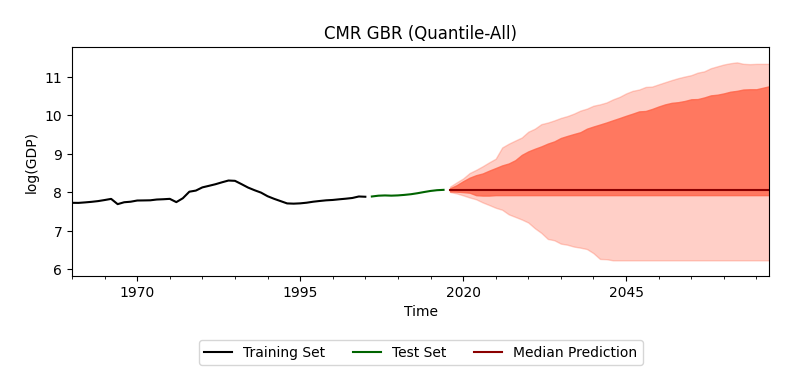 CMR GBR (Quantile-All)
log(GDP)
11
10
9
8
7
6
1970
1995
2020
2045
Time
Training Set
Test Set
Median Prediction